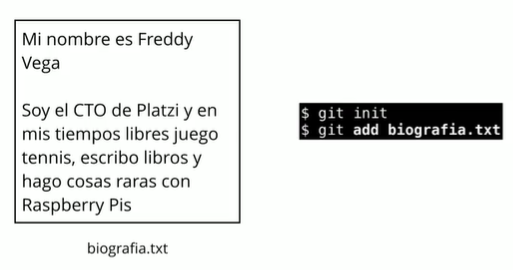 Mi nombre es Freddy
Vega
Soy el CTO de Platzi y en
mis tiempos libres juego
tennis, escribo libros y
hago cosas raras con
Raspberry Pis
biografia.txt
$ git init
$ git add biografia.txt